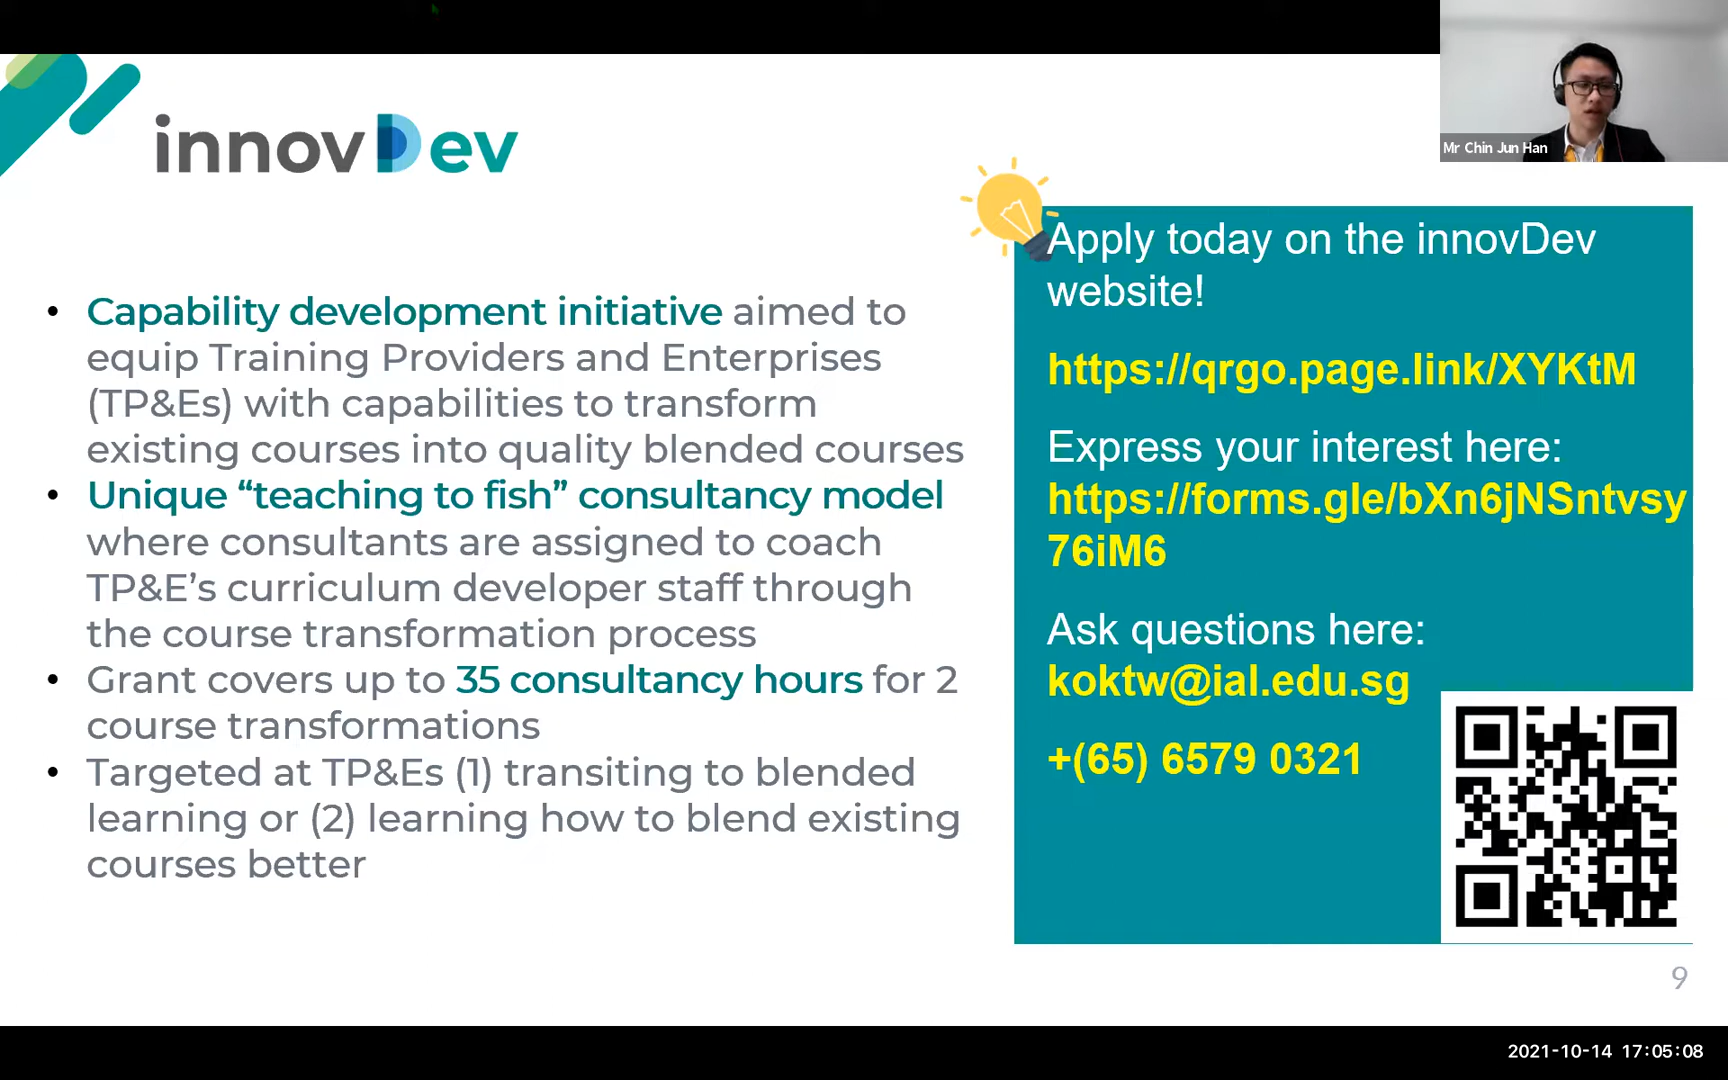 Mr Chin Jun Han
innovDev
• Capability development initiative aimed to
equip Training Providers and Enterprises
(TP&Es) with capabilities to transform
existing courses into quality blended courses
• Unique “teaching to fish” consultancy model
where consultants are assigned to coach
TP&E’s curriculum developer staff through
the course transformation process
• Grant covers up to 35 consultancy hours for 2
course transformations
• Targeted at TP&Es (1) transiting to blended
learning or (2) learning how to blend existing
courses better
Apply today on the innovDev
website!
https://qrgo.page.link/XYKtM
Express your interest here:
https://forms.gle/bXn6jNSntvsy
76iM6
Ask questions here:
koktw@ial.edu.sg
+(65) 6579 0321
9
2021-10-14 17:05:08